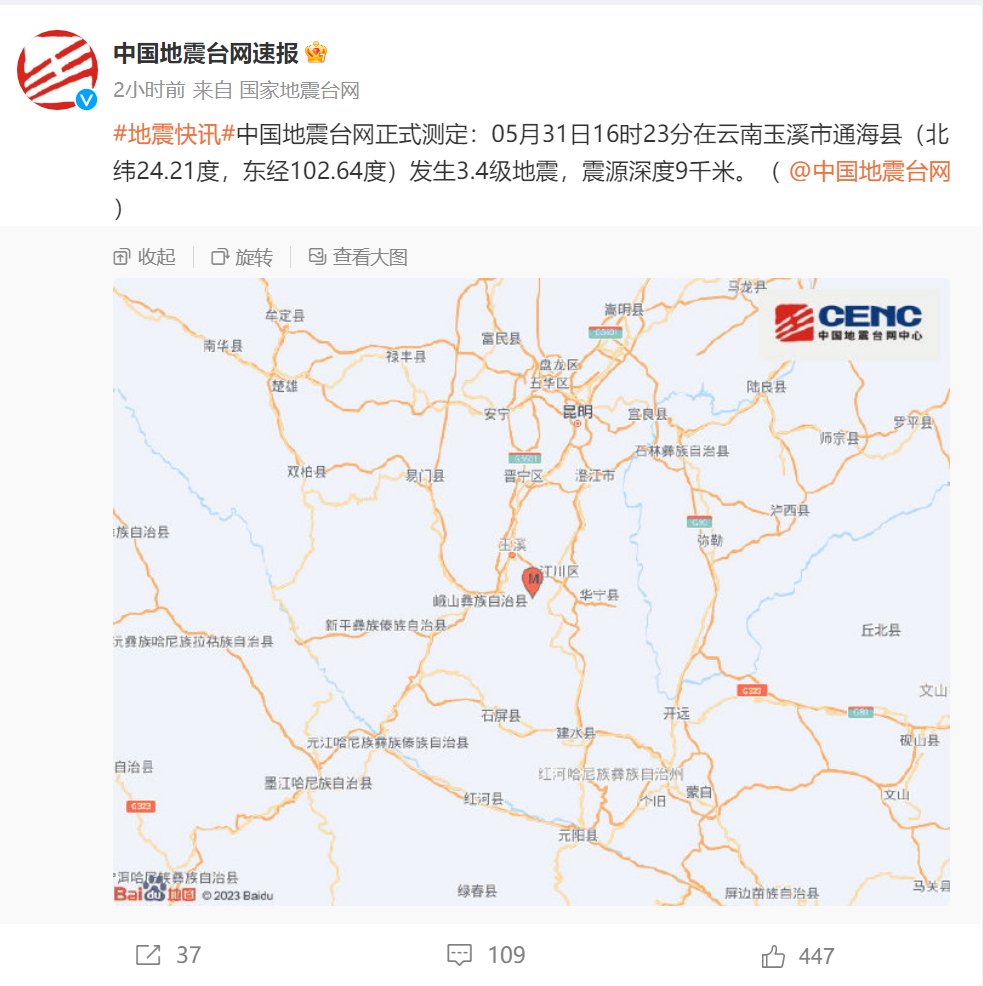 中国地震台网速报
2小时前 来自 国家地震台网
#地震快讯#中国地震台网正式测定：05月31日16时23分在云南玉溪市通海县（北
纬24.21度，东经102.64度）发生3.4级地震，震源深度9千米。（ @中国地震台网
）
收起 旋转 查看大图
马龙县
CENC
中国地震台网中心
牟定县
嵩明县
南华县
富民县
禄丰县
盘龙区
五华区
楚雄
陆良县
安宁
昆明
宜良县
罗平县
师宗县
石林彝族自治县
双柏县
易门县
晋宁区
澄江市
泸西县
族自治县
弥勒
玉溪
M
江川区
华宁县
峨山彝族自治县
新平彝族傣族自治县
丘北县
沅彝族哈尼族拉祜族自治县
G323
文山
G80
石屏县
开远
建水县
砚山县
元江哈尼族彝族傣族自治县
自治县
红河哈尼族彝族自治州
墨江哈尼族彝族自治县
蒙自
文山
红河县
个旧
G323
元阳县
洱哈尼族彝族自治县
绿春县
屏边苗族自治县
马关县
Bai du 地图 © 2023 Baidu
37 109 447